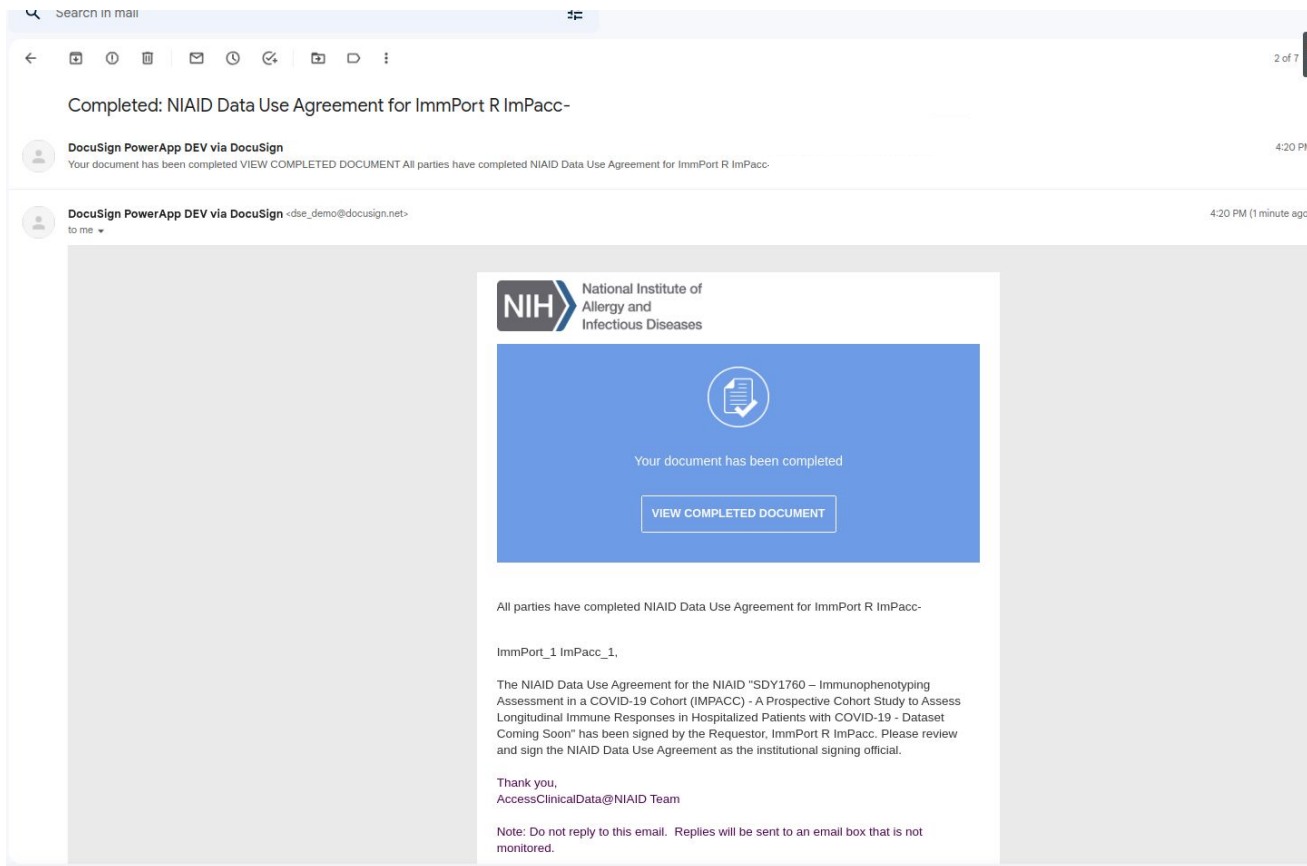 Search in mail
2 of 7
Completed: NIAID Data Use Agreement for ImmPort R ImPacc-
DocuSign PowerApp DEV via DocuSign
4:20 PM
Your document has been completed VIEW COMPLETED DOCUMENT All parties have completed NIAID Data Use Agreement for ImmPort R ImPacc-
DocuSign PowerApp DEV via DocuSign <dse_demo@docusign.net>
4:20 PM (1 minute ago
to me
NIH
National Institute of
Allergy and
Infectious Diseases
Your document has been completed
VIEW COMPLETED DOCUMENT
All parties have completed NIAID Data Use Agreement for ImmPort R ImPacc-
ImmPort_1 ImPacc_1,
The NIAID Data Use Agreement for the NIAID "SDY1760 – Immunophenotyping
Assessment in a COVID-19 Cohort (IMPACC) - A Prospective Cohort Study to Assess
Longitudinal Immune Responses in Hospitalized Patients with COVID-19 - Dataset
Coming Soon" has been signed by the Requestor, ImmPort R ImPacc. Please review
and sign the NIAID Data Use Agreement as the institutional signing official.
Thank you,
AccessClinicalData@NIAID Team
Note: Do not reply to this email.  Replies will be sent to an email box that is not
monitored.